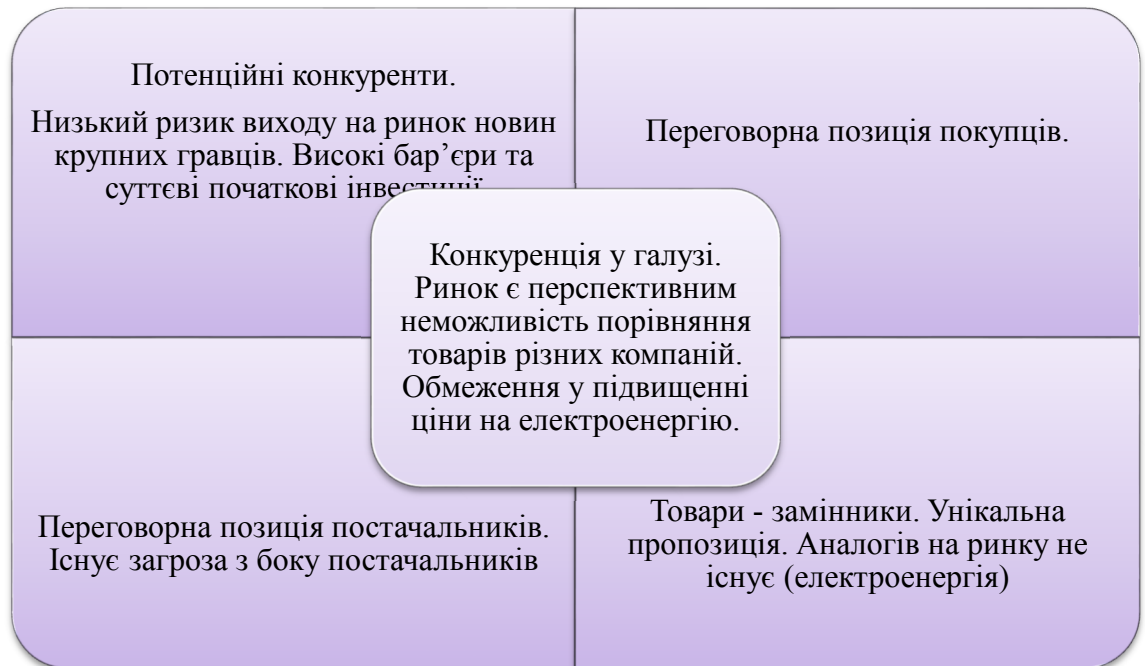 Потенційні конкуренти.
Низький ризик виходу на ринок новин
крупних гравців. Високі бар’єри та
суттєві початкові інвестиції
Переговорна позиція покупців.
Конкуренція у галузі.
Ринок є перспективним
неможливість порівняння
товарів різних компаній.
Обмеження у підвищенні
ціни на електроенергію.
Переговорна позиція постачальників.
Існує загроза з боку постачальників
Товари - замінники. Унікальна
пропозиція. Аналогів на ринку не
існує (електроенергія)